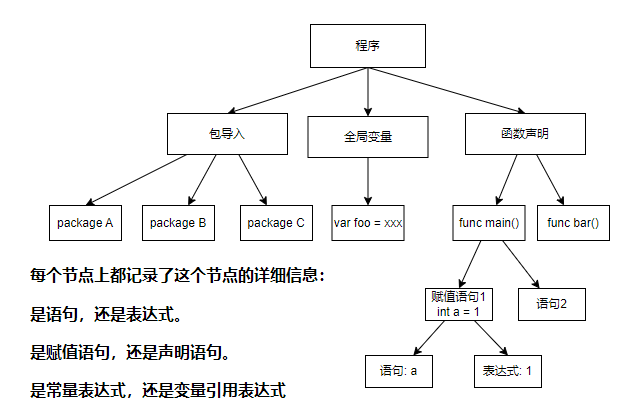 程序
包导入
全局变量
函数声明
package A
package B
package C
var foo = xxx
func main()
func bar()
每个节点上都记录了这个节点的详细信息：
赋值语句1
int a = 1
语句2
是语句，还是表达式。
是赋值语句，还是声明语句。
语句: a
表达式: 1
是常量表达式，还是变量引用表达式